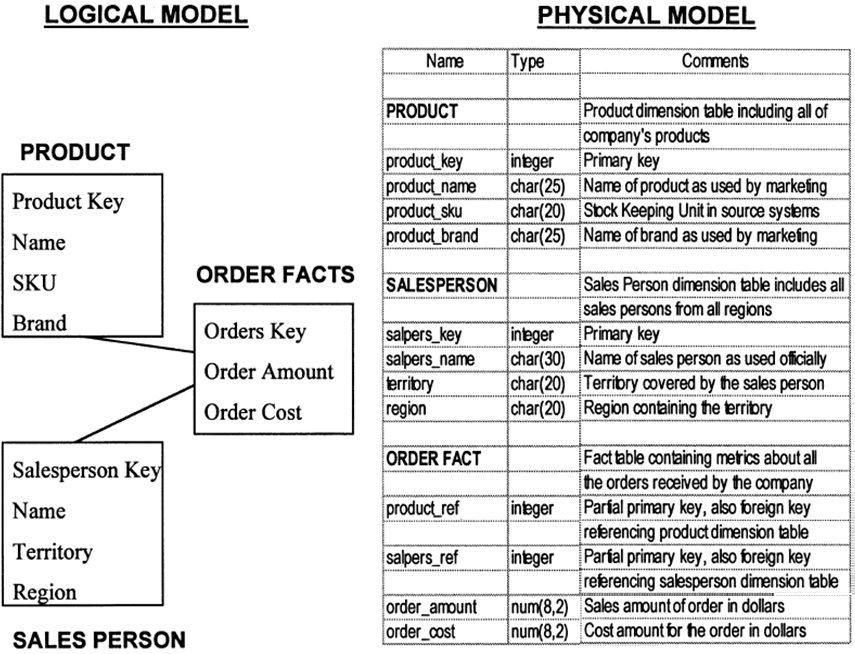 LOGICAL MODEL
PRODUCT
Product Key
Name
SKU
Brand
ORDER FACTS
Orders Key
Order Amount
Order Cost
Salesperson Key
Name
Territory
Region
SALES PERSON
PHYSICAL MODEL
Name Type Comments
PRODUCT Product dimension table including all of
company's products
product_key integer Primary key
product_name char(25) Name of product as used by marketing
product_sku char(20) Stock Keeping Unit in source systems
product_brand char(25) Name of brand as used by marketing
SALESPERSON Sales Person dimension table includes all
sales persons from all regions
salpers_key integer Primary key
salpers_name char(30) Name of sales person as used officially
territory char(20) Territory covered by the sales person
region char(20) Region containing the territory
ORDER FACT Fact table containing metrics about all
the orders received by the company
product_ref integer Partial primary key, also foreign key
referencing product dimension table
salpers_ref integer Partial primary key, also foreign key
referencing salesperson dimension table
order_amount num(8,2) Sales amount of order in dollars
order_cost num(8,2) Cost amount for the order in dollars